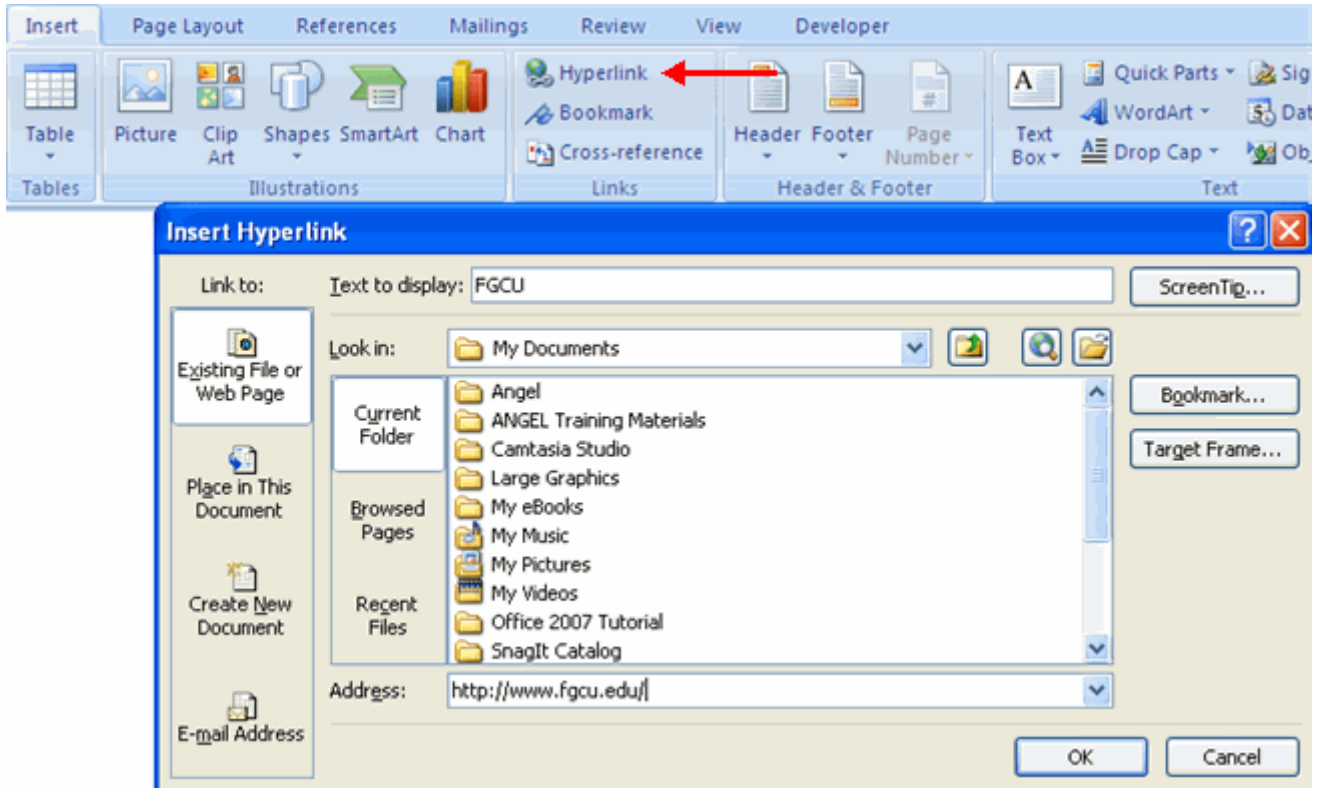 Insert Page Layout References Mailings Review View Developer
Hyperlink Quick Parts Sig
Bookmark WordArt Dat
Table Picture Clip Art Shapes SmartArt Chart Cross-reference Header Footer Page Number Text Box Drop Cap Ob
Tables Illustrations Links Header & Footer Text
Insert Hyperlink
Link to: Text to display: FGCU ScreenTip...
Existing File or Web Page
Look in: My Documents
Current Folder
Angel
Bookmark...
ANGEL Training Materials
Camtasia Studio
Target Frame...
Large Graphics
Place in This Document
Browsed Pages
My eBooks
My Music
My Pictures
My Videos
Create New Document
Recent Files
Office 2007 Tutorial
SnagIt Catalog
Address: http://www.fgcu.edu/
E-mail Address
OK Cancel